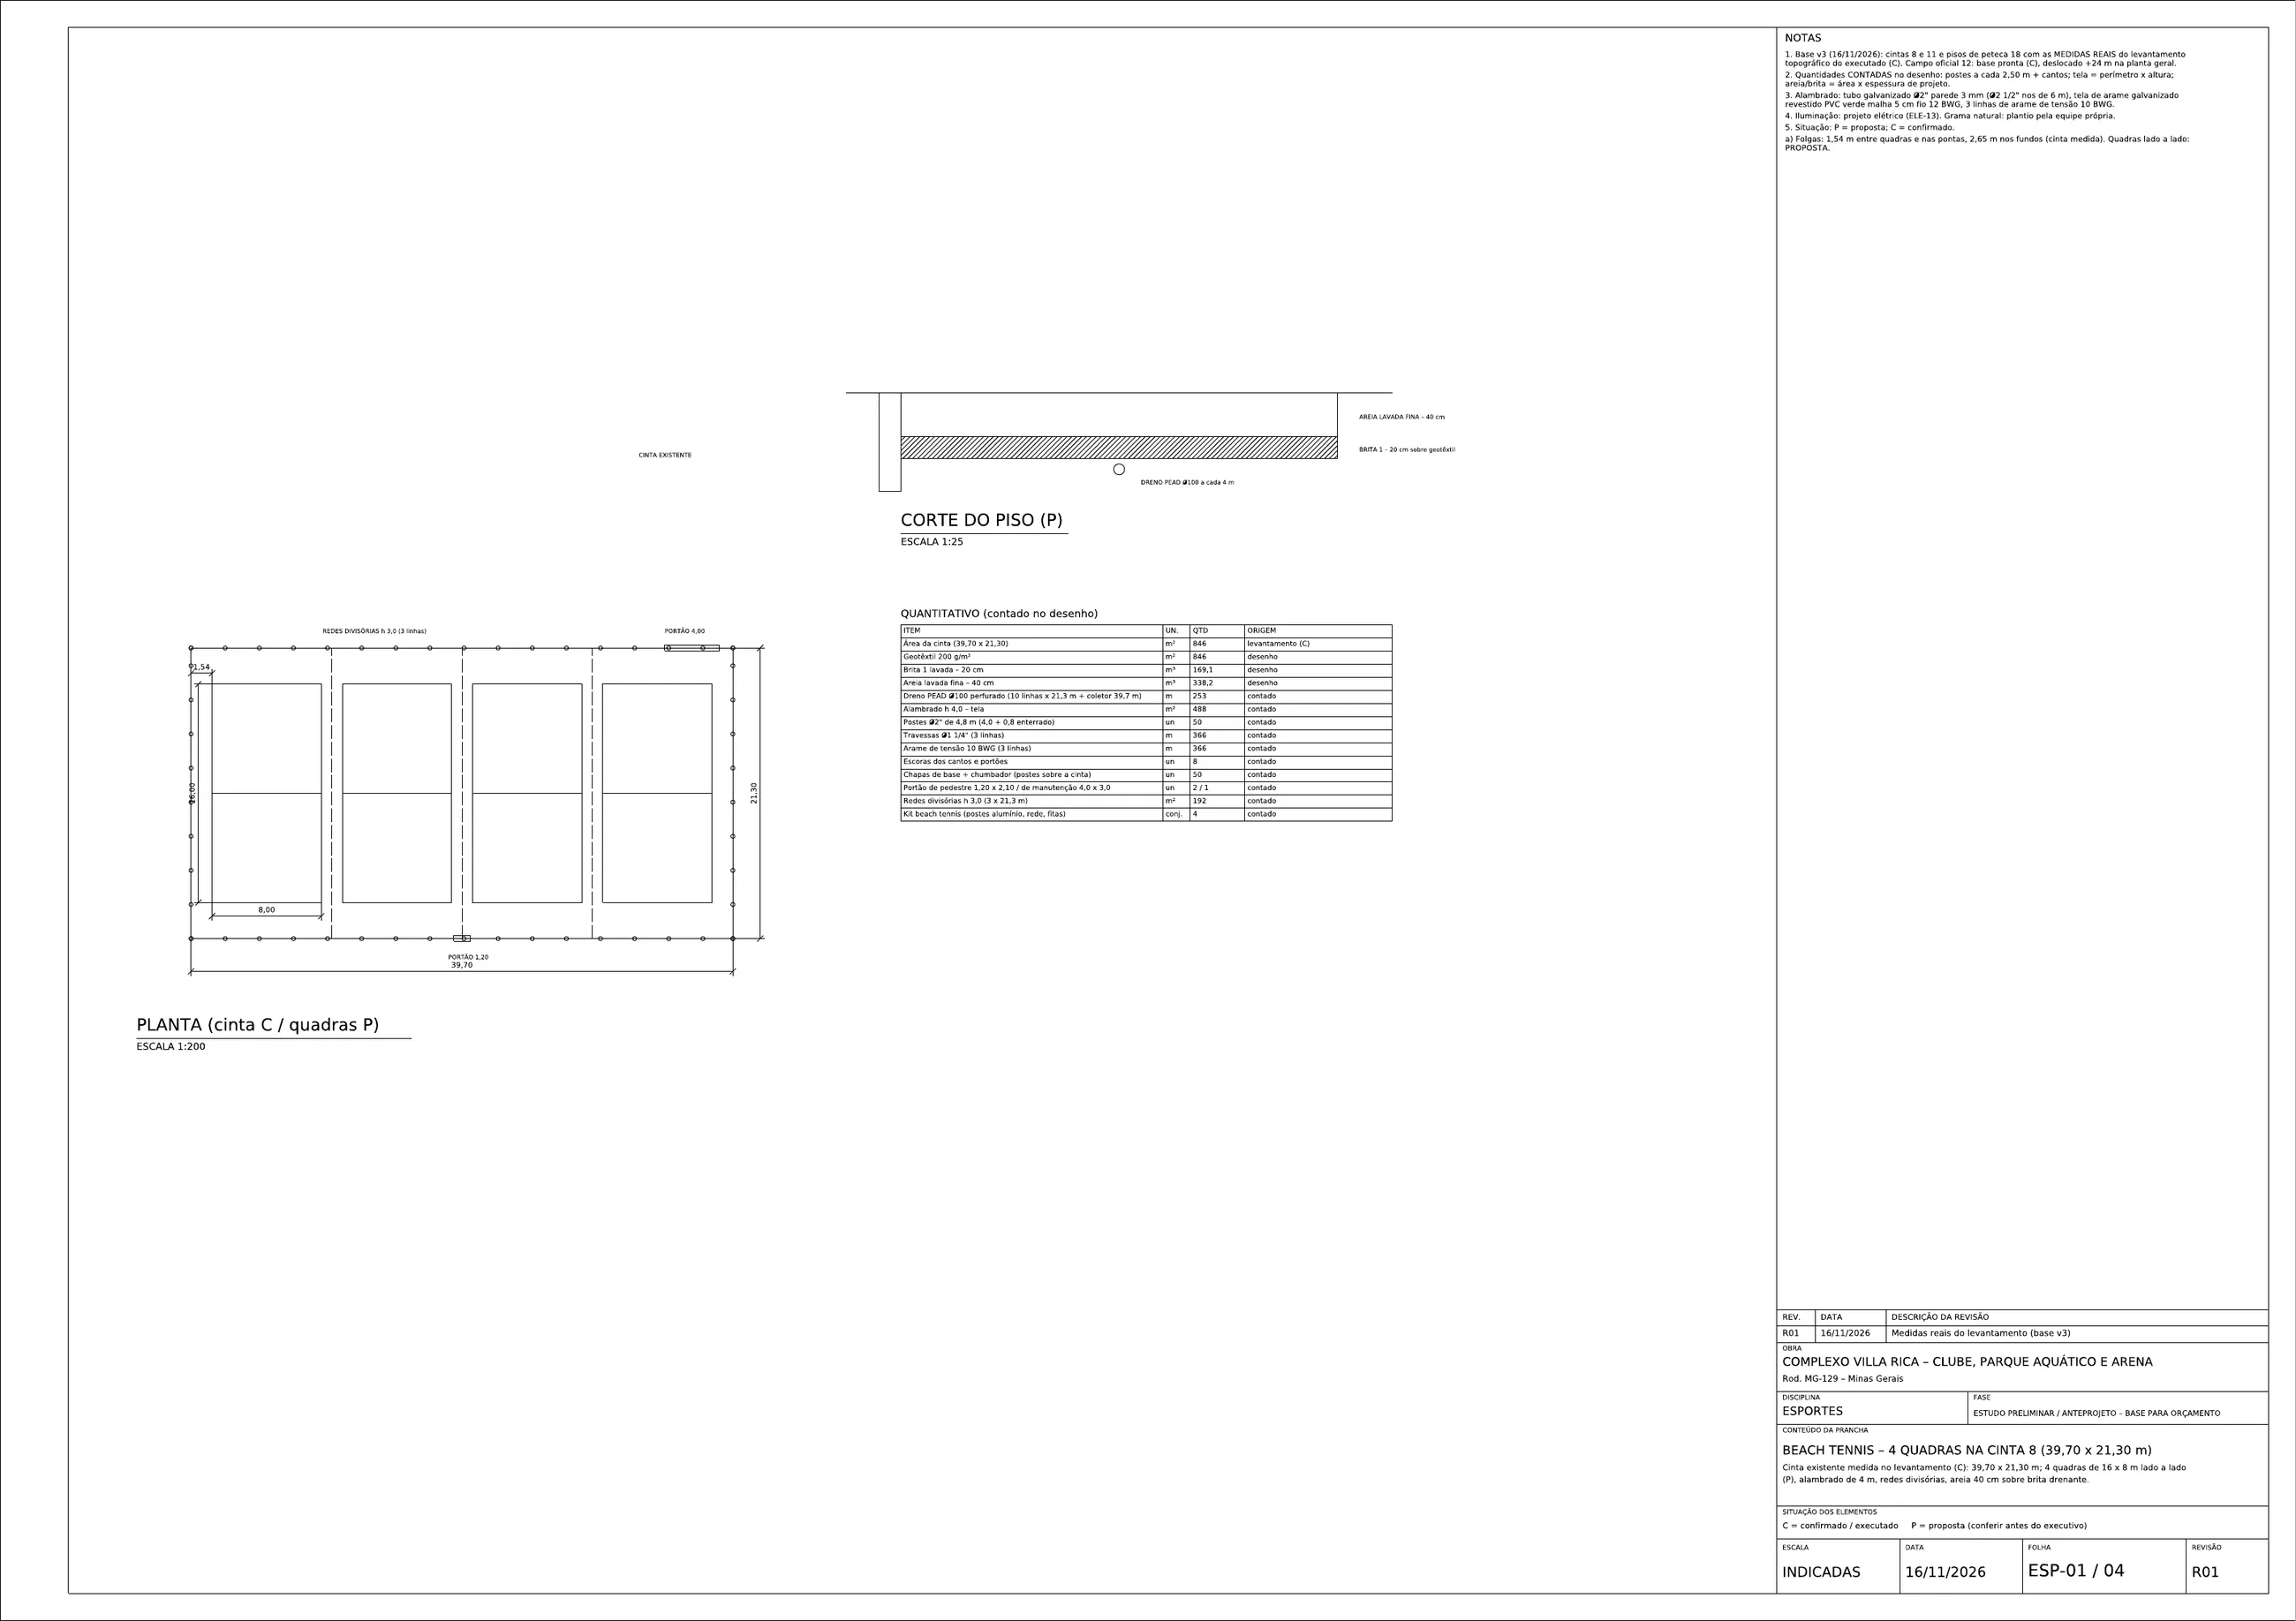 NOTAS
1. Base v3 (16/11/2026): cintas 8 e 11 e pisos de peteca 18 com as MEDIDAS REAIS do levantamento
topográfico do executado (C). Campo oficial 12: base pronta (C), deslocado +24 m na planta geral.
2. Quantidades CONTADAS no desenho: postes a cada 2,50 m + cantos; tela = perímetro x altura;
areia/brita = área x espessura de projeto.
3. Alambrado: tubo galvanizado Ø2" parede 3 mm (Ø2 1/2" nos de 6 m), tela de arame galvanizado
revestido PVC verde malha 5 cm fio 12 BWG, 3 linhas de arame de tensão 10 BWG.
4. Iluminação: projeto elétrico (ELE-13). Grama natural: plantio pela equipe própria.
5. Situação: P = proposta; C = confirmado.
a) Folgas: 1,54 m entre quadras e nas pontas, 2,65 m nos fundos (cinta medida). Quadras lado a lado:
PROPOSTA.
AREIA LAVADA FINA – 40 cm
CINTA EXISTENTE
BRITA 1 – 20 cm sobre geotêxtil
DRENO PEAD Ø100 a cada 4 m
CORTE DO PISO (P)
ESCALA 1:25
REDES DIVISÓRIAS h 3,0 (3 linhas)
PORTÃO 4,00
1,54
16,00
21,30
8,00
PORTÃO 1,20
39,70
PLANTA (cinta C / quadras P)
ESCALA 1:200
QUANTITATIVO (contado no desenho)
ITEM UN. QTD ORIGEM
Área da cinta (39,70 x 21,30) m² 846 levantamento (C)
Geotêxtil 200 g/m² m² 846 desenho
Brita 1 lavada – 20 cm m³ 169,1 desenho
Areia lavada fina – 40 cm m³ 338,2 desenho
Dreno PEAD Ø100 perfurado (10 linhas x 21,3 m + coletor 39,7 m) m 253 contado
Alambrado h 4,0 – tela m² 488 contado
Postes Ø2" de 4,8 m (4,0 + 0,8 enterrado) un 50 contado
Travessas Ø1 1/4" (3 linhas) m 366 contado
Arame de tensão 10 BWG (3 linhas) m 366 contado
Escoras dos cantos e portões un 8 contado
Chapas de base + chumbador (postes sobre a cinta) un 50 contado
Portão de pedestre 1,20 x 2,10 / de manutenção 4,0 x 3,0 un 2 / 1 contado
Redes divisórias h 3,0 (3 x 21,3 m) m² 192 contado
Kit beach tennis (postes alumínio, rede, fitas) conj. 4 contado
REV. DATA DESCRIÇÃO DA REVISÃO
R01 16/11/2026 Medidas reais do levantamento (base v3)
OBRA
COMPLEXO VILLA RICA – CLUBE, PARQUE AQUÁTICO E ARENA
Rod. MG-129 – Minas Gerais
DISCIPLINA FASE
ESPORTES ESTUDO PRELIMINAR / ANTEPROJETO – BASE PARA ORÇAMENTO
CONTEÚDO DA PRANCHA
BEACH TENNIS – 4 QUADRAS NA CINTA 8 (39,70 x 21,30 m)
Cinta existente medida no levantamento (C): 39,70 x 21,30 m; 4 quadras de 16 x 8 m lado a lado
(P), alambrado de 4 m, redes divisórias, areia 40 cm sobre brita drenante.
SITUAÇÃO DOS ELEMENTOS
C = confirmado / executado P = proposta (conferir antes do executivo)
ESCALA DATA FOLHA REVISÃO
INDICADAS 16/11/2026 ESP-01 / 04 R01